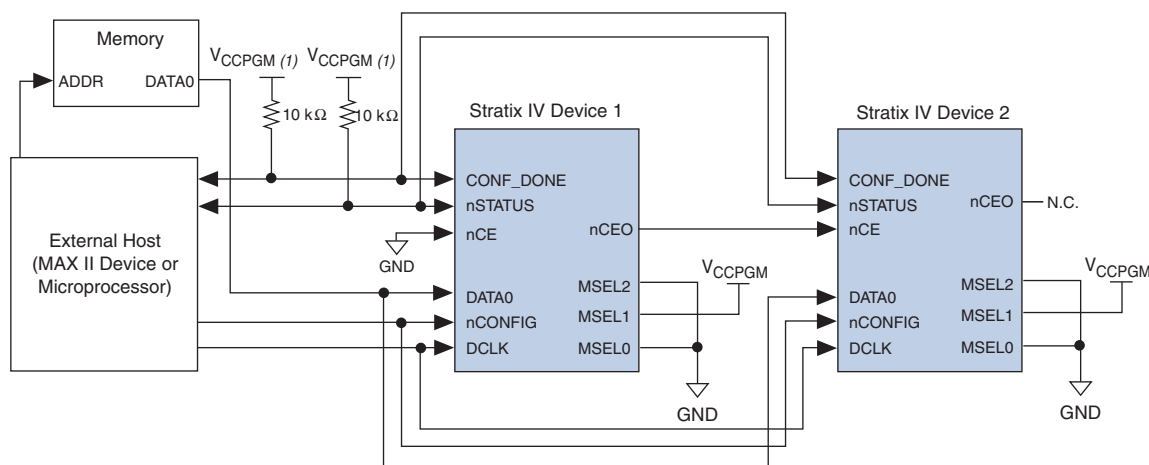 Memory
ADDR DATA0
VCCPGM (1) VCCPGM (1)
10 kΩ 10 kΩ
External Host
(MAX II Device or
Microprocessor)
GND
Stratix IV Device 1
CONF_DONE
nSTATUS
nCE nCEO
DATA0 MSEL2
nCONFIG MSEL1
DCLK MSEL0
VCCPGM
GND
Stratix IV Device 2
CONF_DONE
nSTATUS nCEO N.C.
nCE
DATA0 MSEL2
nCONFIG MSEL1
DCLK MSEL0
VCCPGM
GND